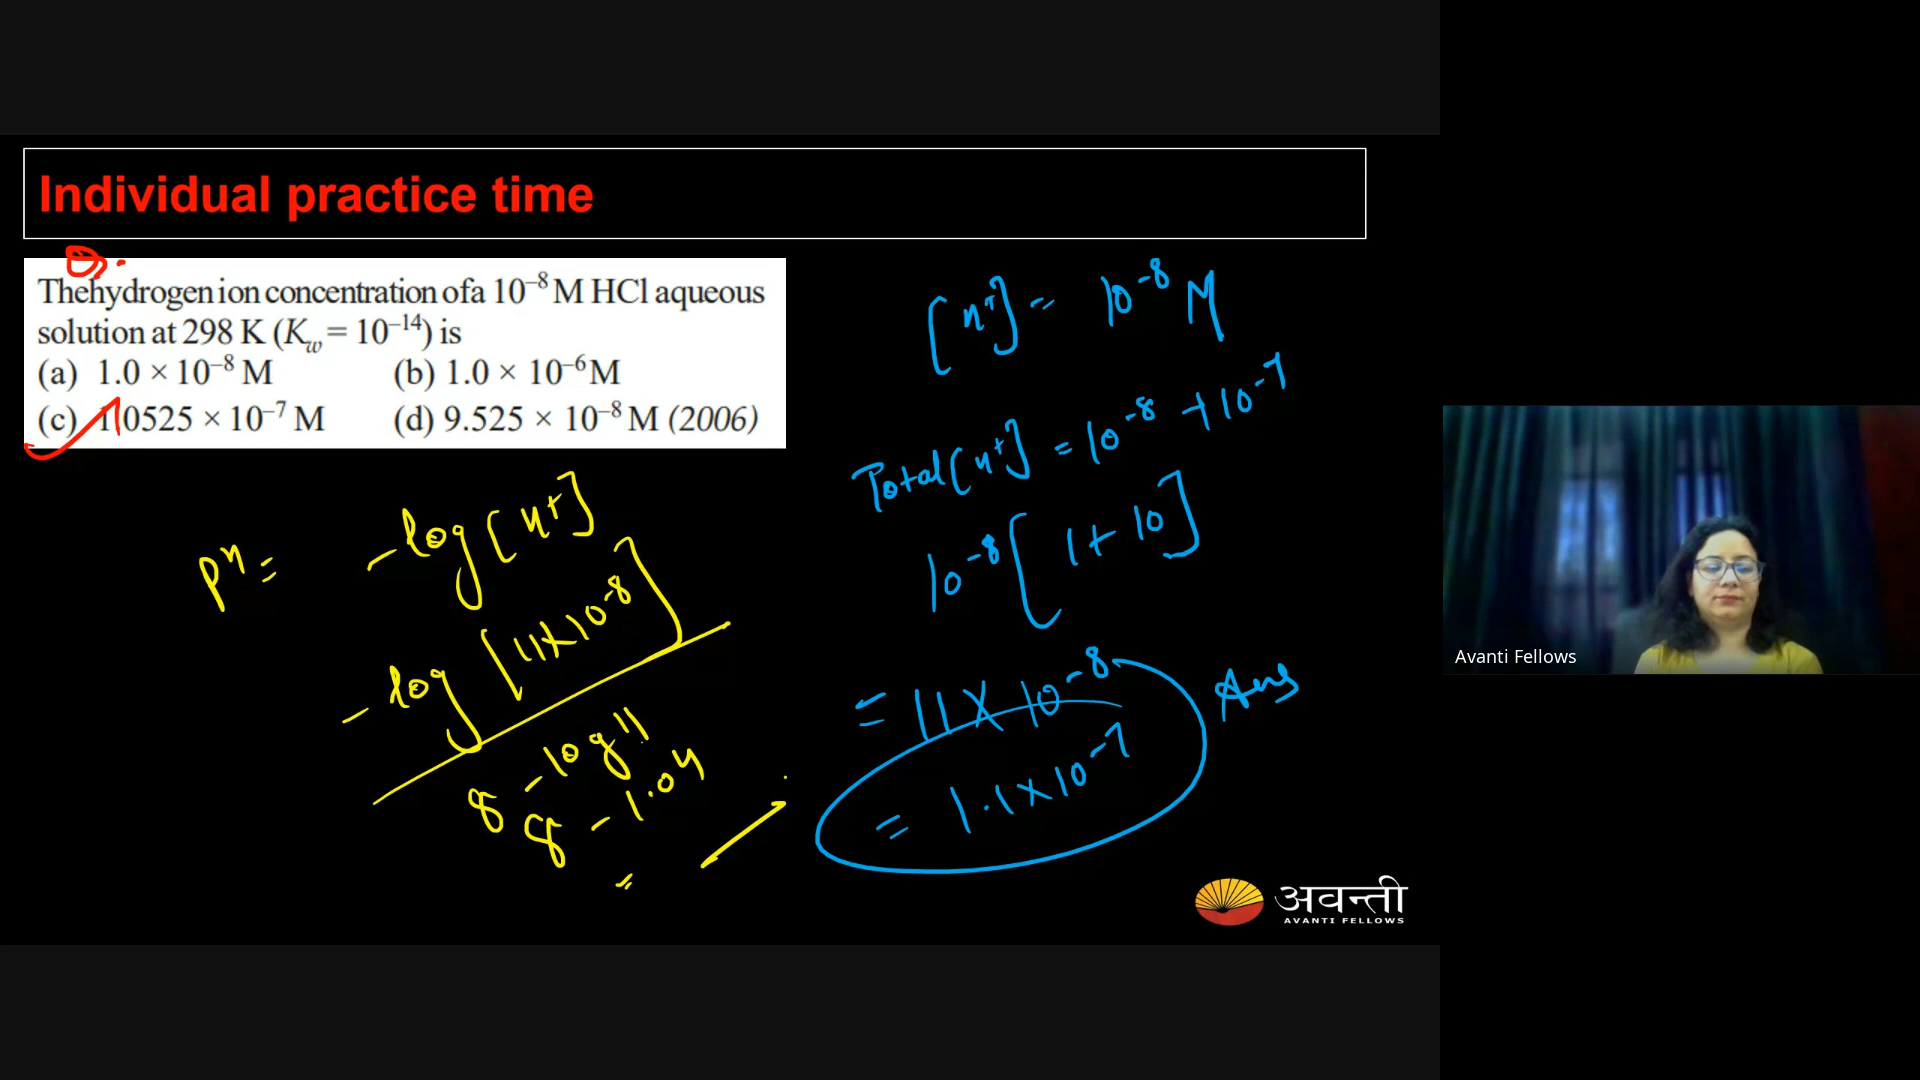 Individual practice time
Q.
The hydrogen ion concentration of a 10⁻⁸ M HCl aqueous
solution at 298 K (K_w = 10⁻¹⁴) is
(a) 1.0 × 10⁻⁸ M (b) 1.0 × 10⁻⁶ M
(c) 1.0525 × 10⁻⁷ M (d) 9.525 × 10⁻⁸ M (2006)
[H⁺] = 10⁻⁸ M
Total [H⁺] = 10⁻⁸ + 10⁻⁷
10⁻⁸ [1 + 10]
= 11 × 10⁻⁸
= 1.1 × 10⁻⁷
Ans
pH = -log [H⁺]
-log [11 × 10⁻⁸]
8 - log 11
8 - 1.04
=
अवन्ती
AVANTI FELLOWS
Avanti Fellows